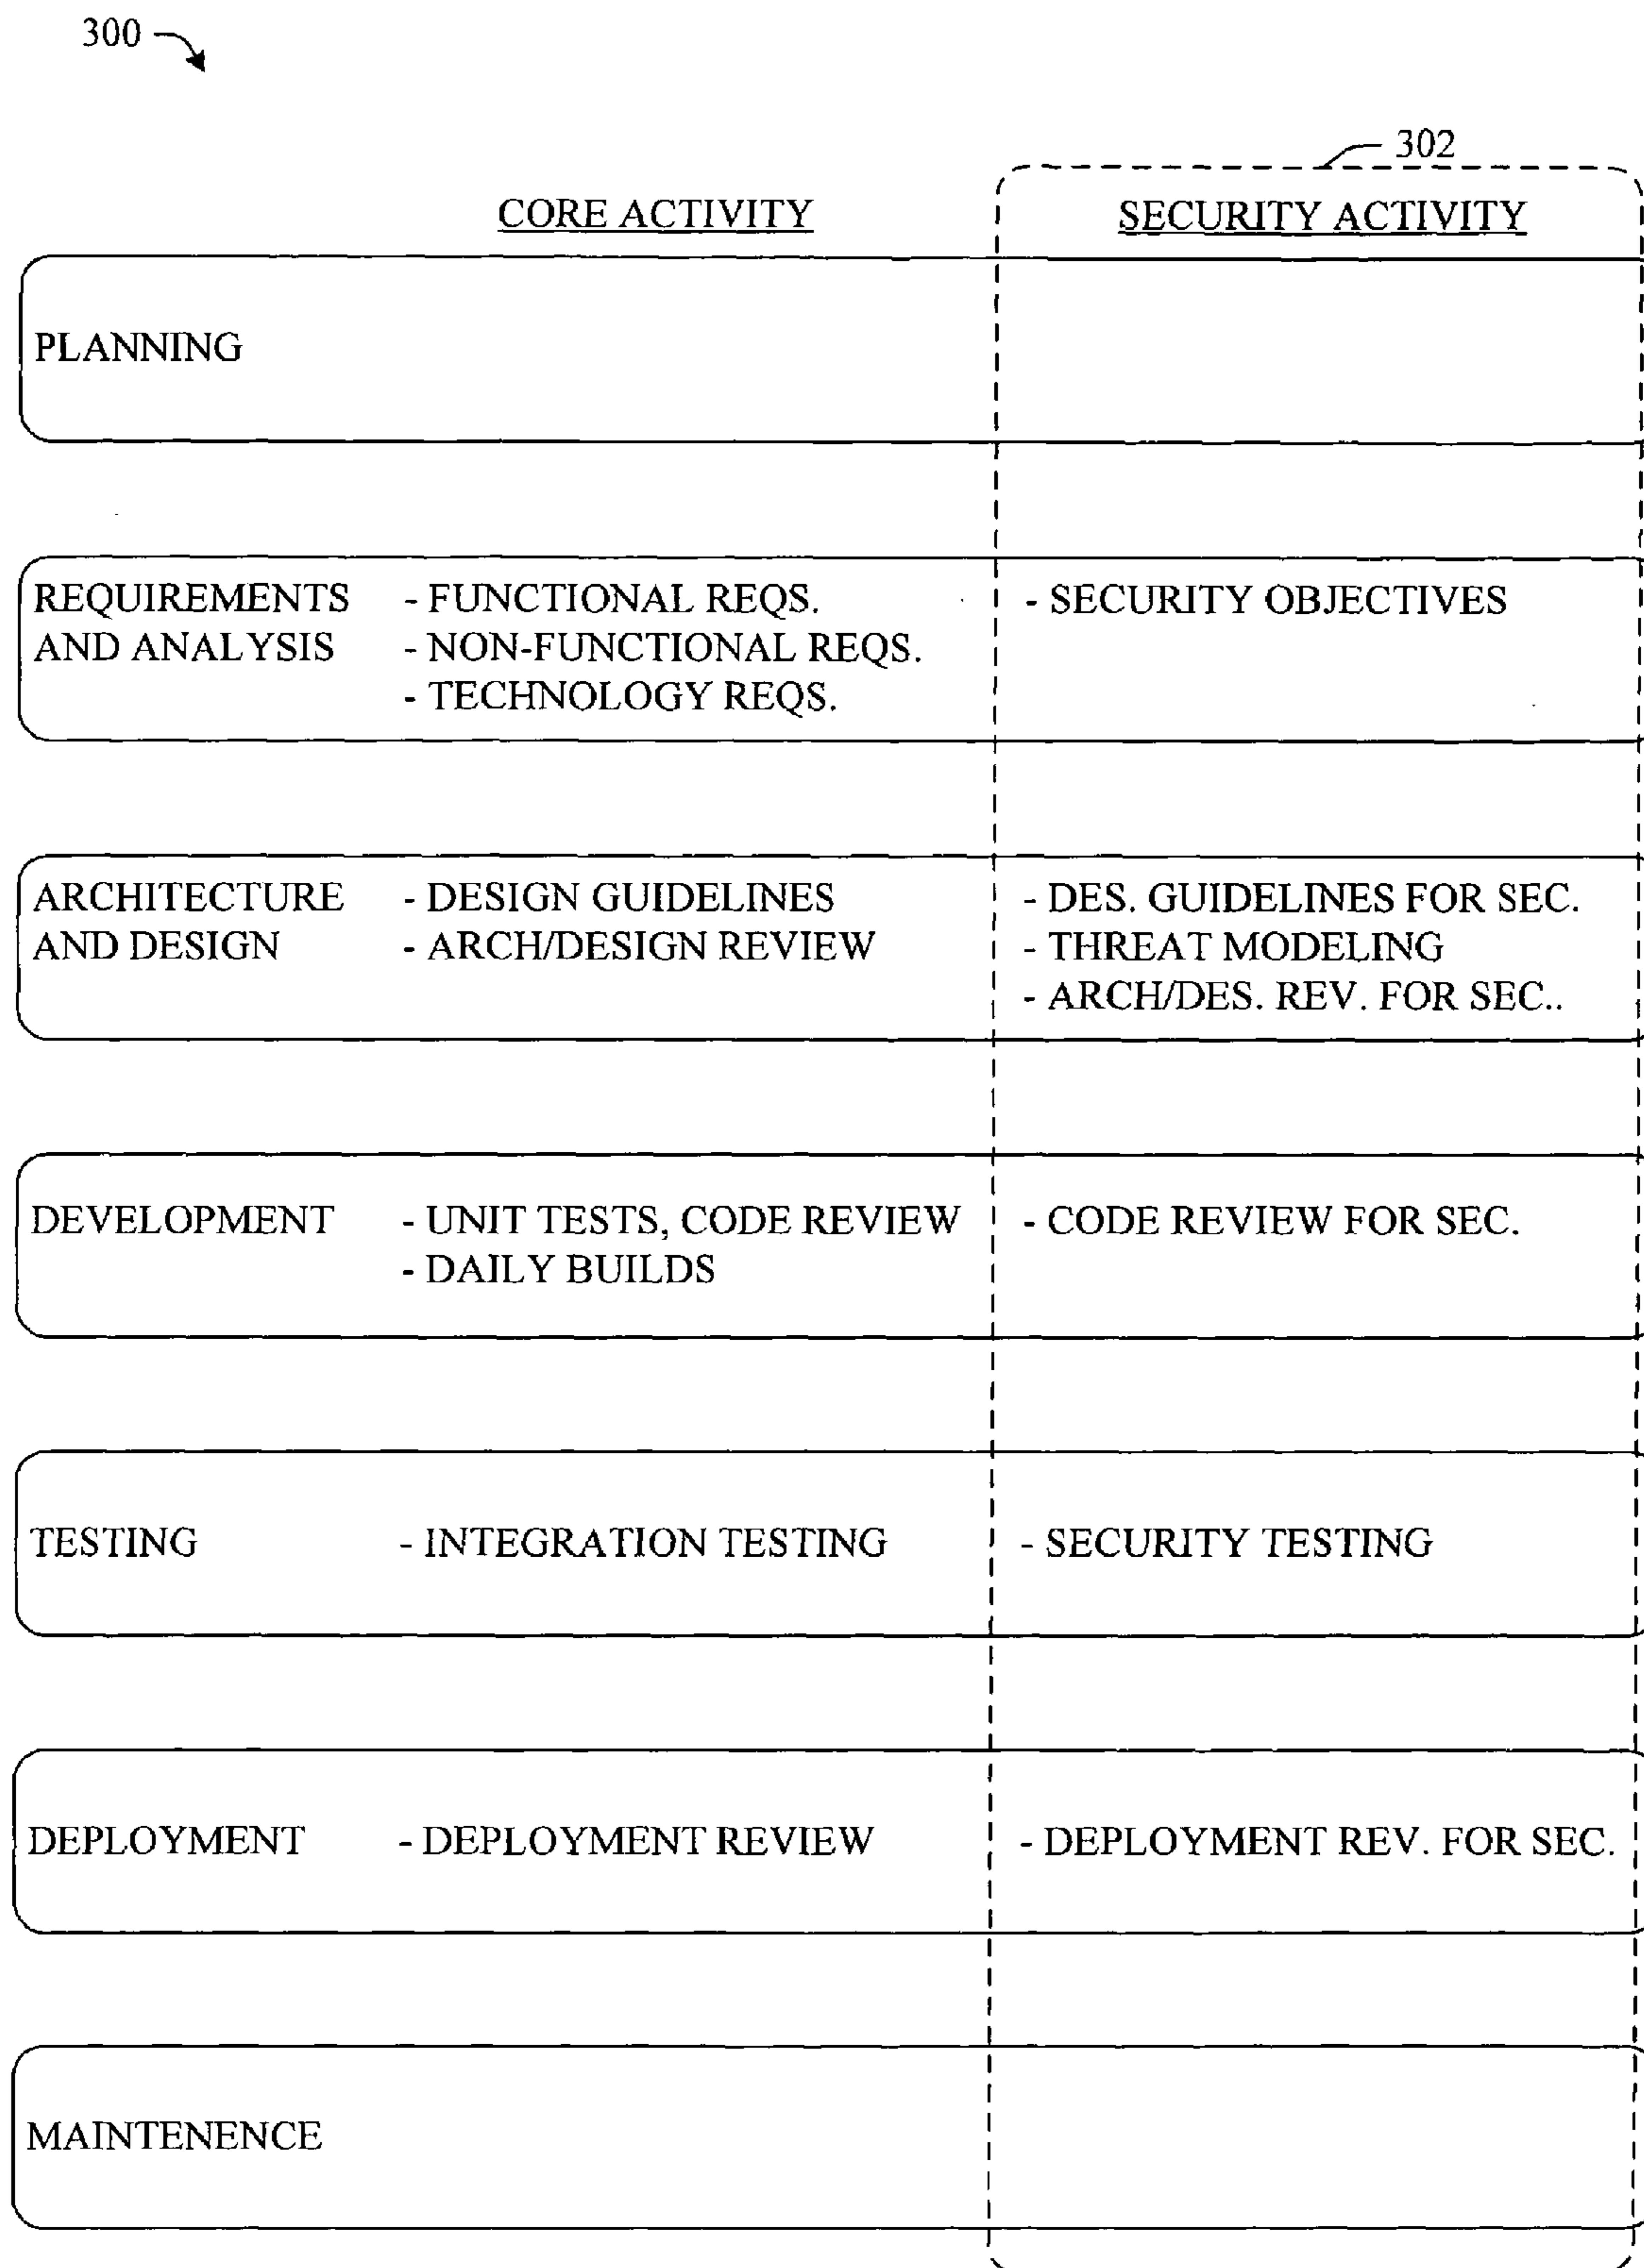 300
302
CORE ACTIVITY
SECURITY ACTIVITY
PLANNING
REQUIREMENTS - FUNCTIONAL REQS. - SECURITY OBJECTIVES
AND ANALYSIS - NON-FUNCTIONAL REQS.
- TECHNOLOGY REQS.
ARCHITECTURE - DESIGN GUIDELINES - DES. GUIDELINES FOR SEC.
AND DESIGN - ARCH/DESIGN REVIEW - THREAT MODELING
- ARCH/DES. REV. FOR SEC..
DEVELOPMENT - UNIT TESTS, CODE REVIEW - CODE REVIEW FOR SEC.
- DAILY BUILDS
TESTING - INTEGRATION TESTING - SECURITY TESTING
DEPLOYMENT - DEPLOYMENT REVIEW - DEPLOYMENT REV. FOR SEC.
MAINTENENCE